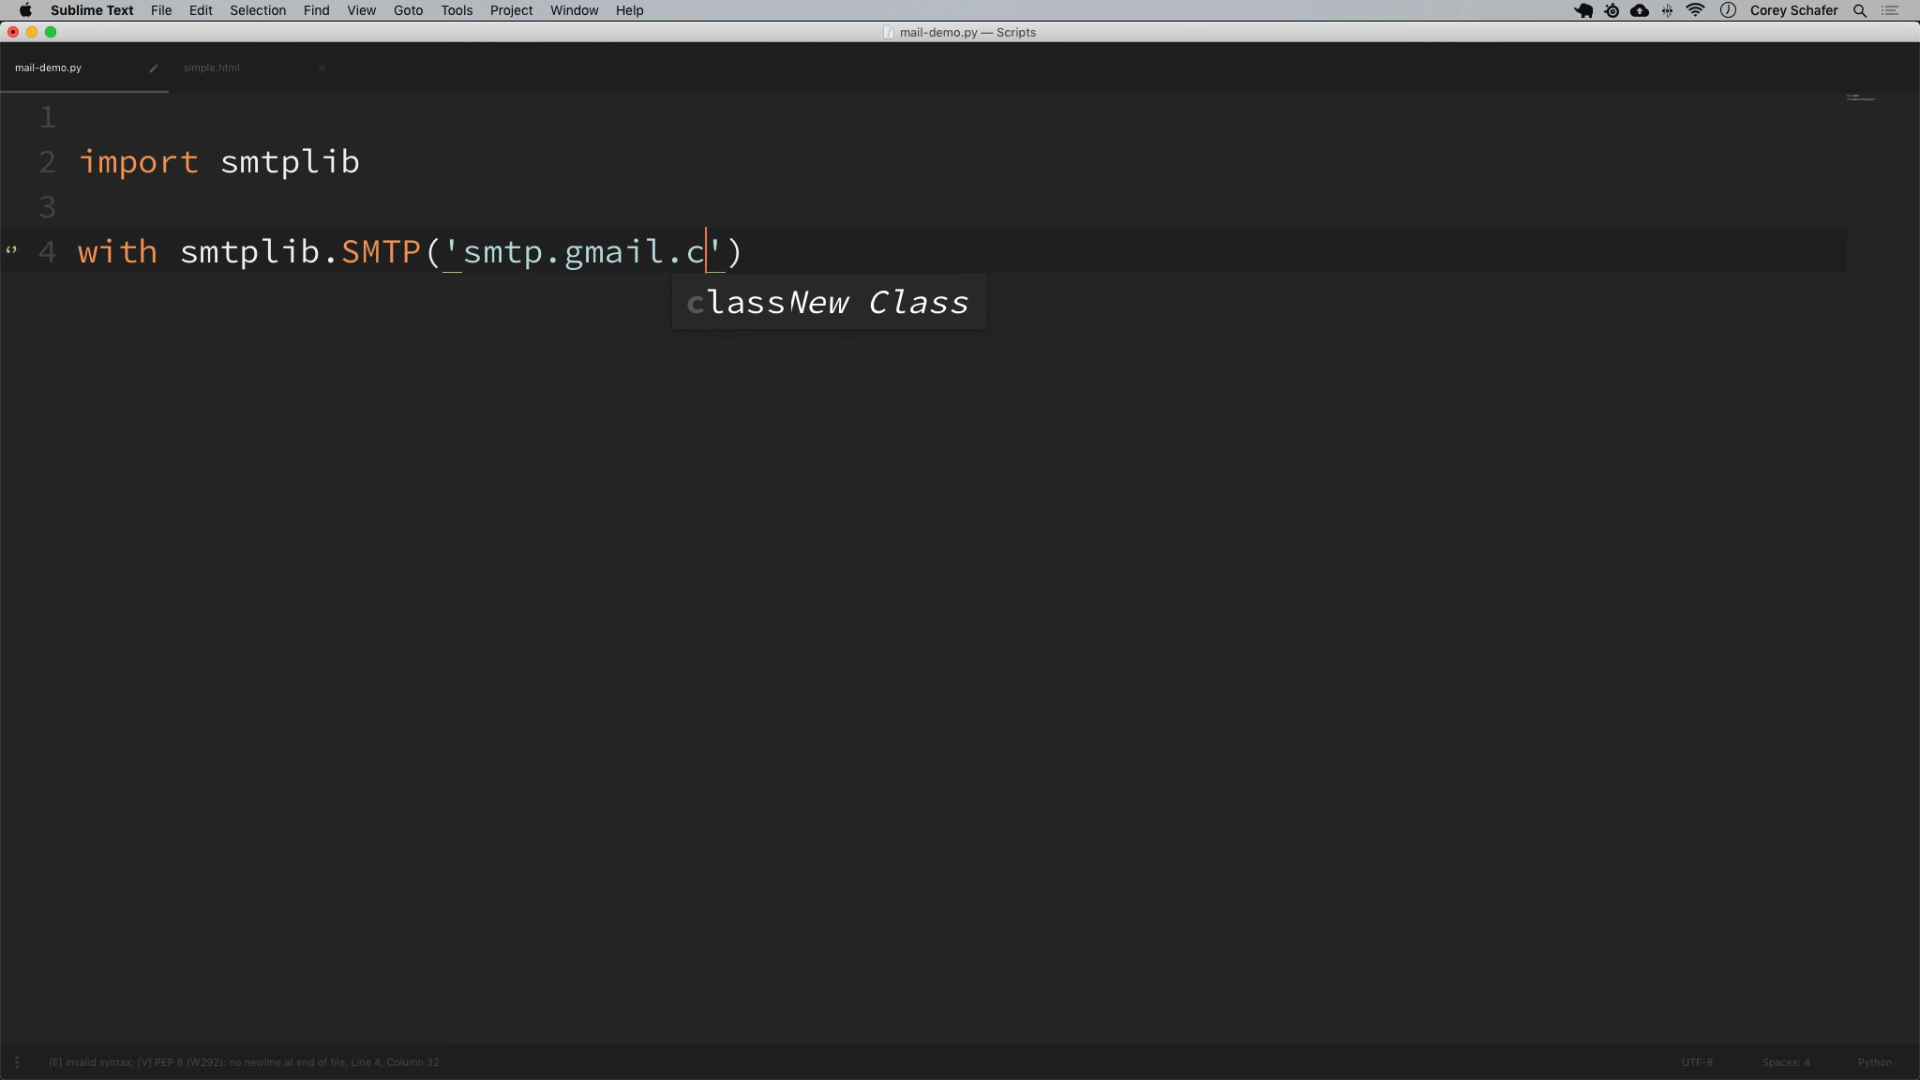 Sublime Text File Edit Selection Find View Goto Tools Project Window Help Corey Schafer
mail-demo.py — Scripts
mail-demo.py simple.html
1
2 import smtplib
3
4 with smtplib.SMTP('smtp.gmail.c')
class New Class
[E] invalid syntax; [V] PEP 8 (W292): no newline at end of file, Line 4, Column 32 UTF-8 Spaces: 4 Python